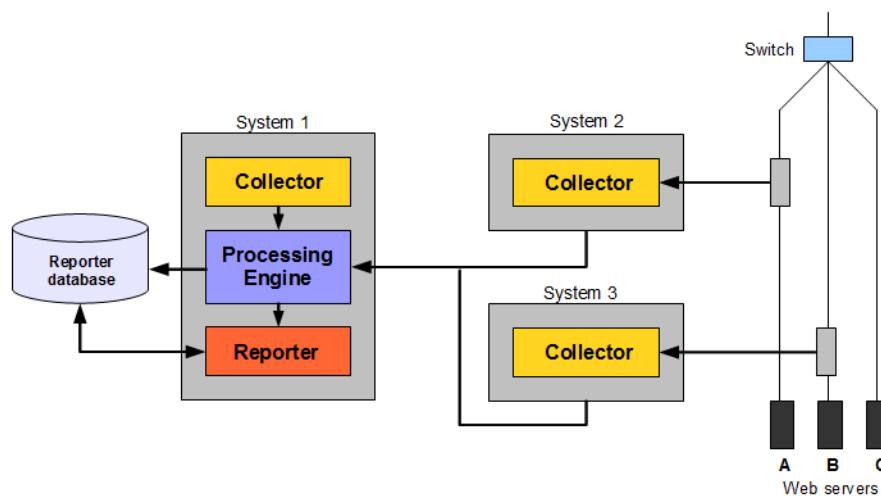 Switch
System 1
System 2
Collector
Collector
Reporter
database
Processing
Engine
System 3
Reporter
Collector
A B C
Web servers